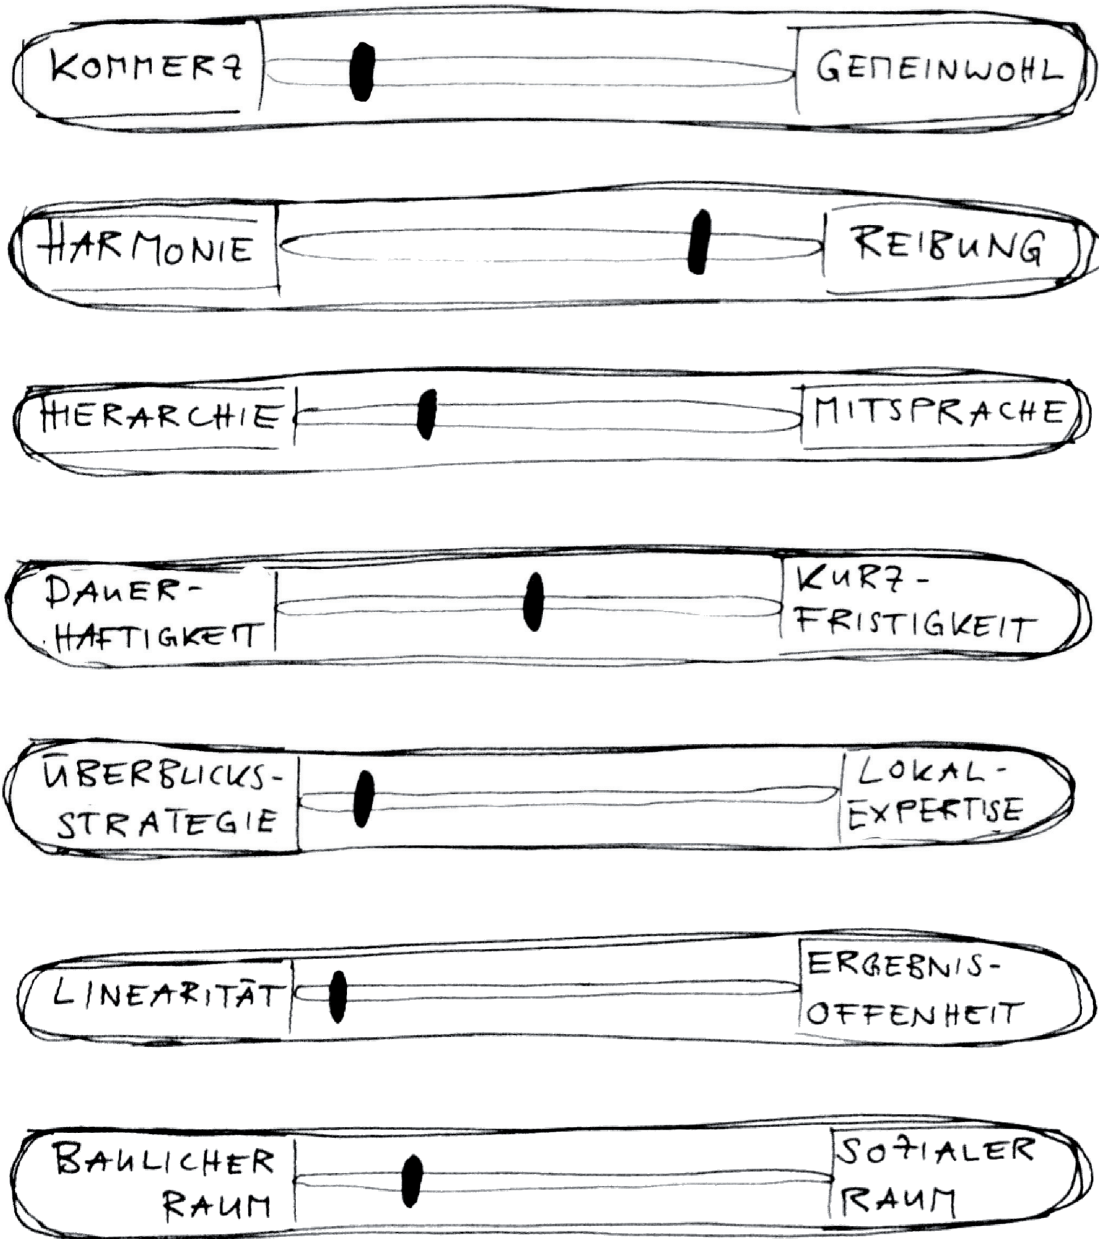 KOMMERZ
GEMEINWOHL
HARMONIE
REIBUNG
HIERARCHIE
MITSPRACHE
DAUER-
HAFTIGKEIT
KURZ-
FRISTIGKEIT
ÜBERBLICKS-
STRATEGIE
LOKAL-
EXPERTISE
LINEARITÄT
ERGEBNIS-
OFFENHEIT
BAULICHER
RAUM
SOZIALER
RAUM